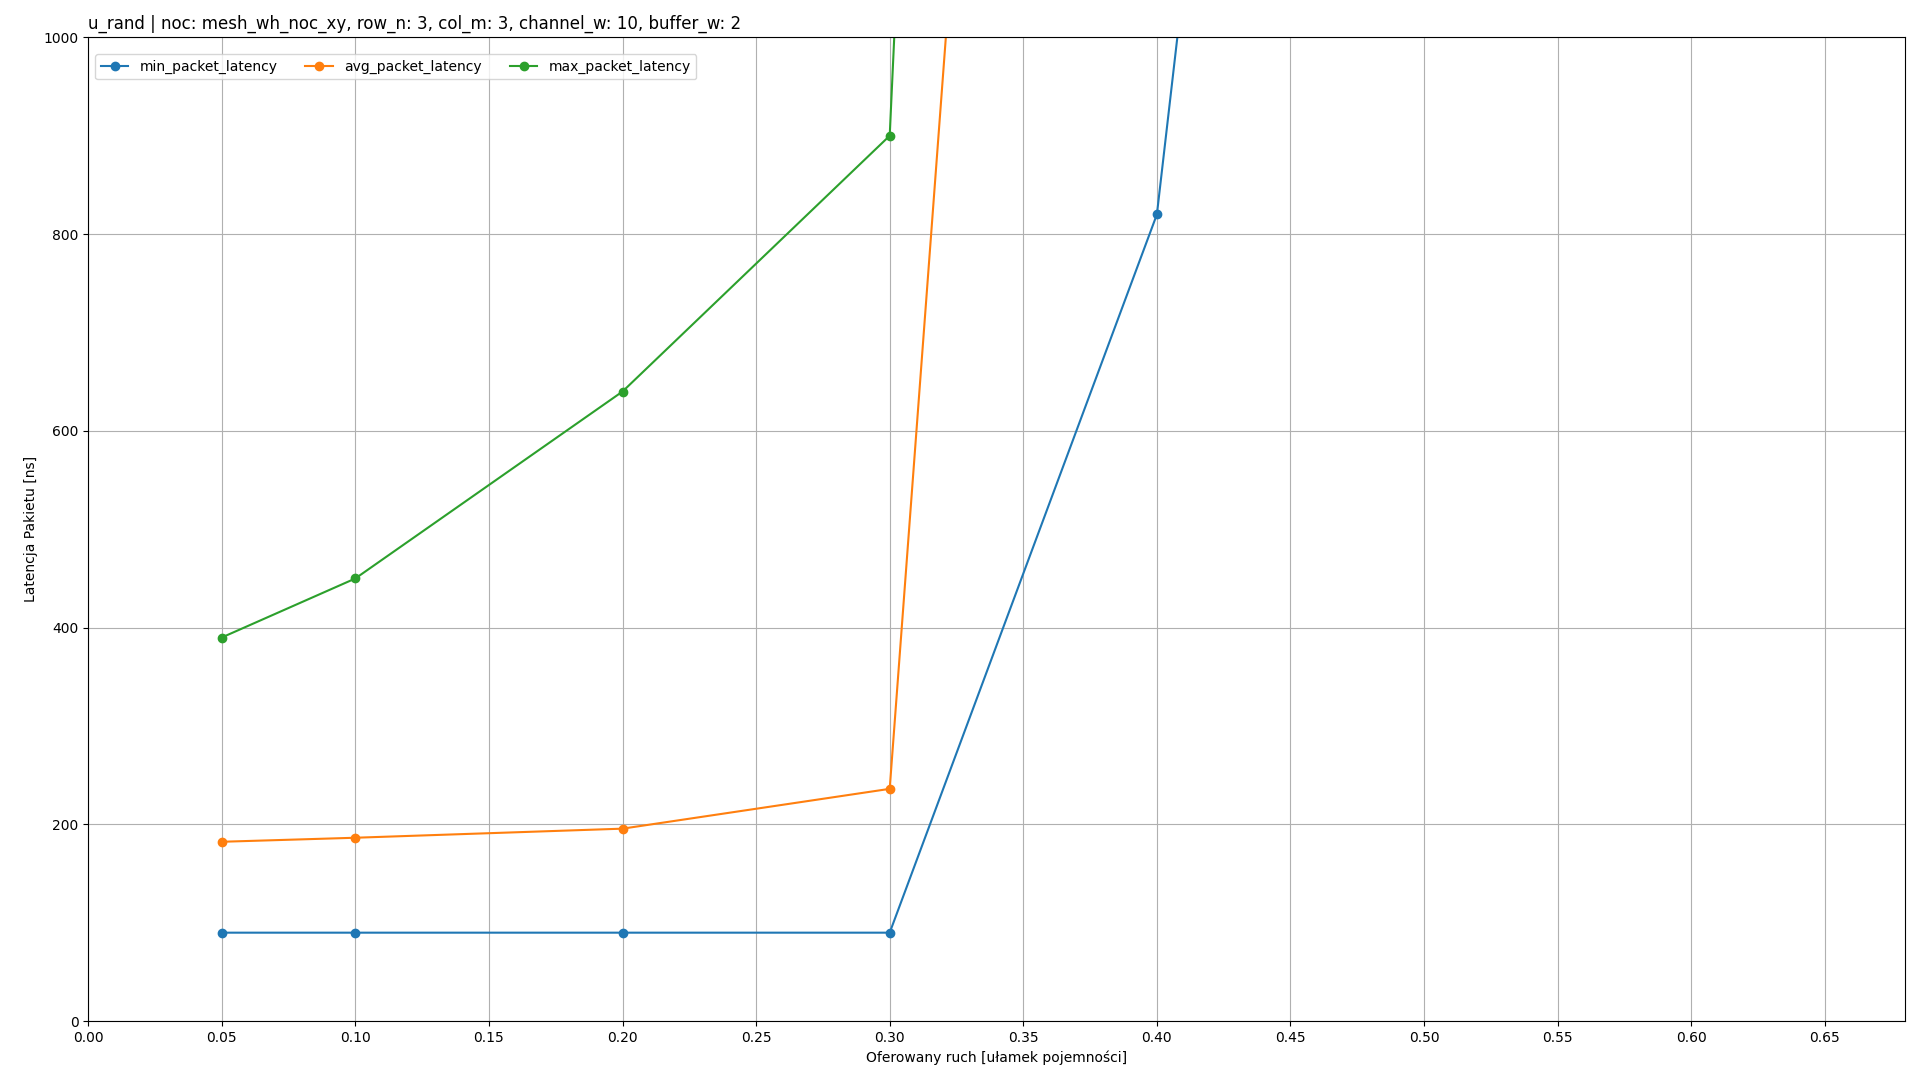 u_rand | noc: mesh_wh_noc_xy, row_n: 3, col_m: 3, channel_w: 10, buffer_w: 2
min_packet_latency avg_packet_latency max_packet_latency
1000
800
600
400
200
0
Latencja Pakietu [ns]
0.00 0.05 0.10 0.15 0.20 0.25 0.30 0.35 0.40 0.45 0.50 0.55 0.60 0.65
Oferowany ruch [ułamek pojemności]